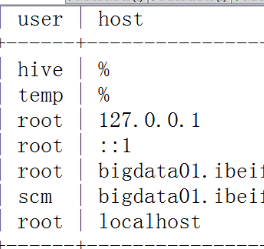 user | host
hive | %
temp | %
root | 127.0.0.1
root | ::1
root | bigdata01.ibeif
scm | bigdata01.ibeif
root | localhost